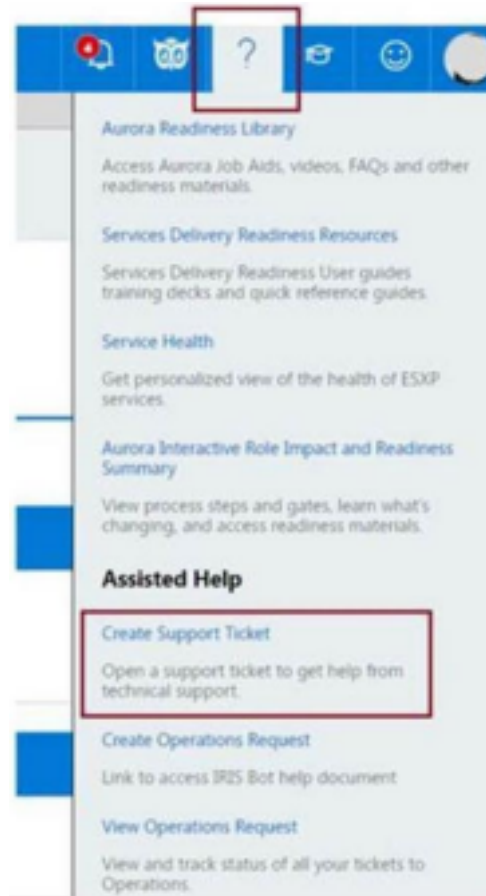 4
?
Aurora Readiness Library
Access Aurora Job Aids, videos, FAQs and other
readiness materials.
Services Delivery Readiness Resources
Services Delivery Readiness User guides
training decks and quick reference guides.
Service Health
Get personalized view of the health of ESXP
services.
Aurora Interactive Role Impact and Readiness
Summary
View process steps and gates, learn what's
changing, and access readiness materials.
Assisted Help
Create Support Ticket
Open a support ticket to get help from
technical support.
Create Operations Request
Link to access IRIS Bot help document
View Operations Request
View and track status of all your tickets to
Operations.